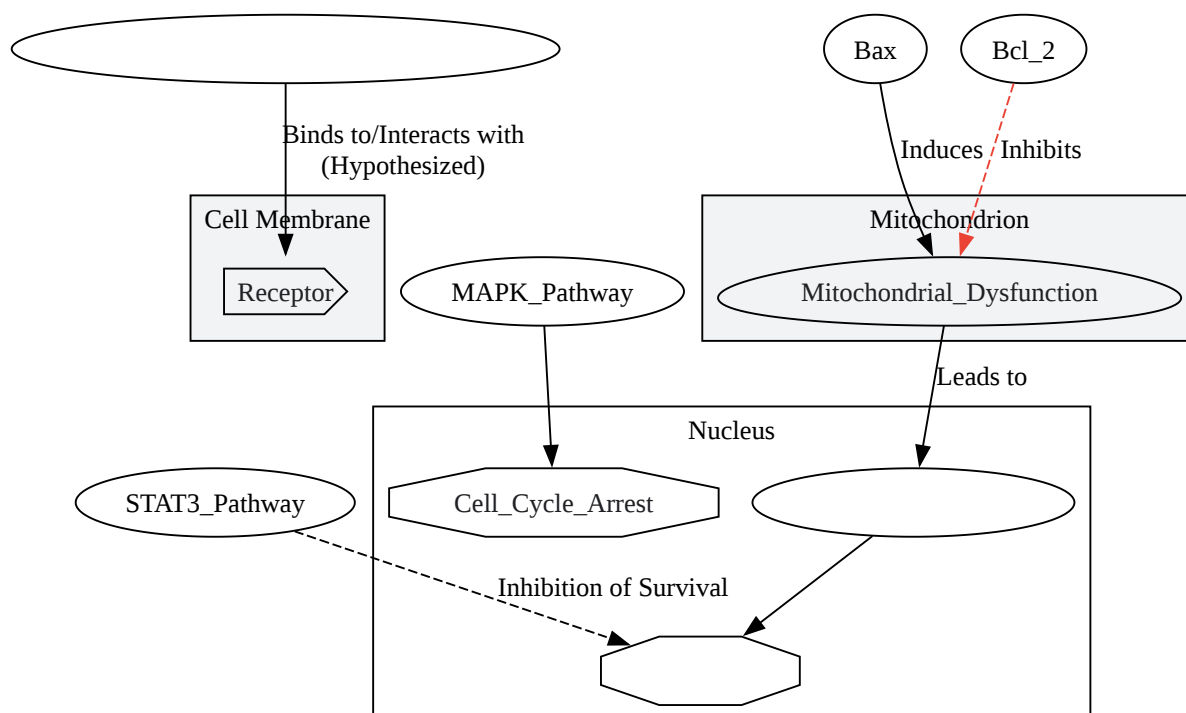 Bax
Bcl_2
Binds to/Interacts with
(Hypothesized)
Induces
Inhibits
Cell Membrane
Mitochondrion
Receptor
MAPK_Pathway
Mitochondrial_Dysfunction
Leads to
Nucleus
STAT3_Pathway
Cell_Cycle_Arrest
Inhibition of Survival